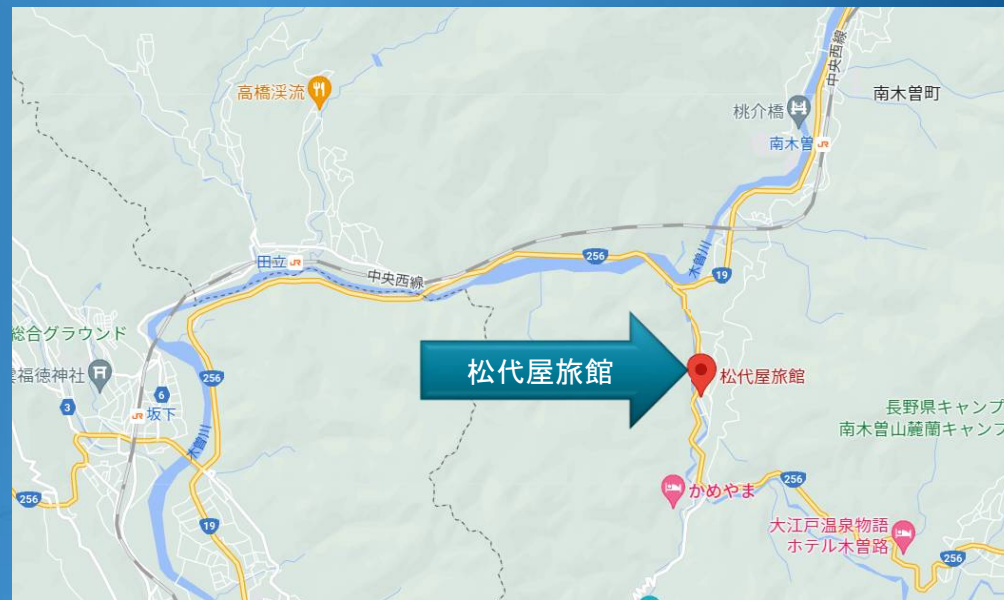 中央西線
高橋渓流
南木曽町
桃介橋
南木曽
JR
田立
JR
中央西線
256
木曽川
19
総合グラウンド
福徳神社
256
松代屋旅館
松代屋旅館
3
6
JR
坂下
長野県キャンプ
南木曽山麓蘭キャンプ
木曽川
256
かめやま
256
19
大江戸温泉物語
ホテル木曽路
256